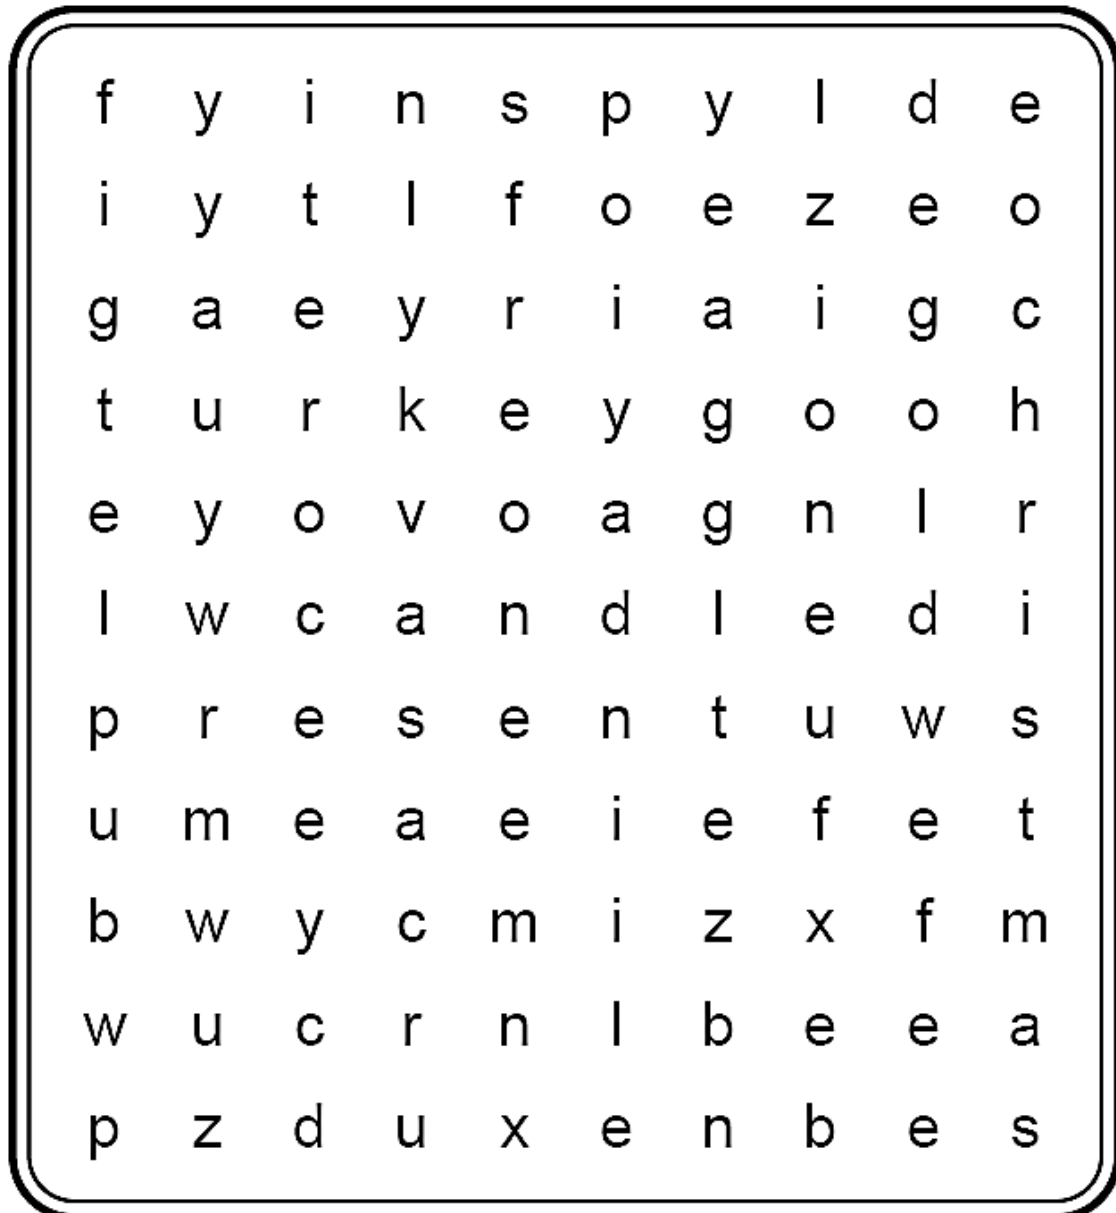 f y i n s p y l d e
i y t l f o e z e o
g a e y r i a i g c
t u r k e y g o o h
e y o v o a g n l r
l w c a n d l e d i
p r e s e n t u w s
u m e a e i e f e t
b w y c m i z x f m
w u c r n l b e e a
p z d u x e n b e s